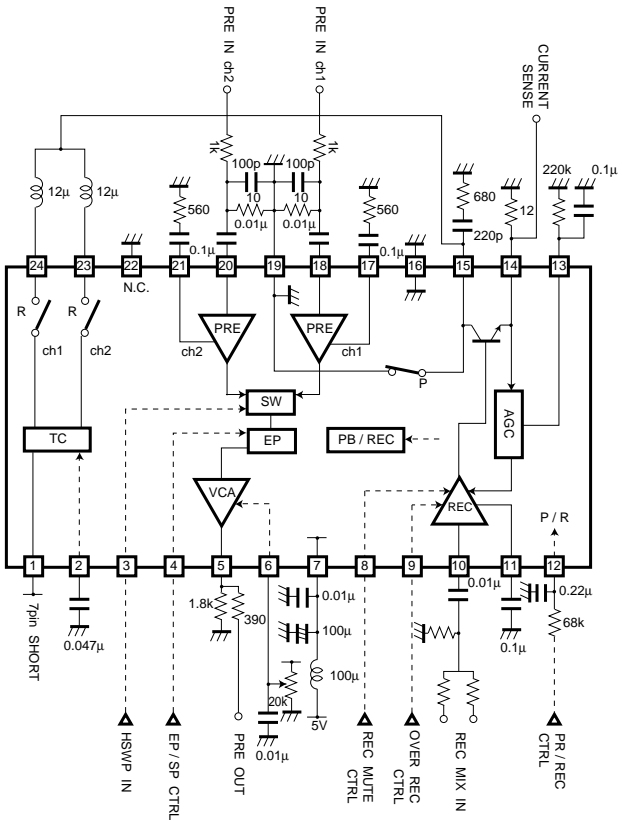 PRE IN ch2
PRE IN ch1
CURRENT
SENSE
1k
1k
12μ
12μ
100p
100p
10
10
0.01μ
0.01μ
560
0.1μ
560
0.1μ
680
220p
12
220k
0.1μ
24
23
22
21
20
19
18
17
16
15
14
13
N.C.
R
R
ch1
ch2
PRE
PRE
ch2
ch1
P
SW
EP
PB / REC
AGC
TC
VCA
REC
P / R
1
2
3
4
5
6
7
8
9
10
11
12
7pin SHORT
0.047μ
1.8k
390
0.01μ
100μ
100μ
20k
0.01μ
5V
0.01μ
0.1μ
0.22μ
68k
HSWP IN
EP / SP CTRL
PRE OUT
REC MUTE
CTRL
OVER REC
CTRL
REC MIX IN
PR / REC
CTRL